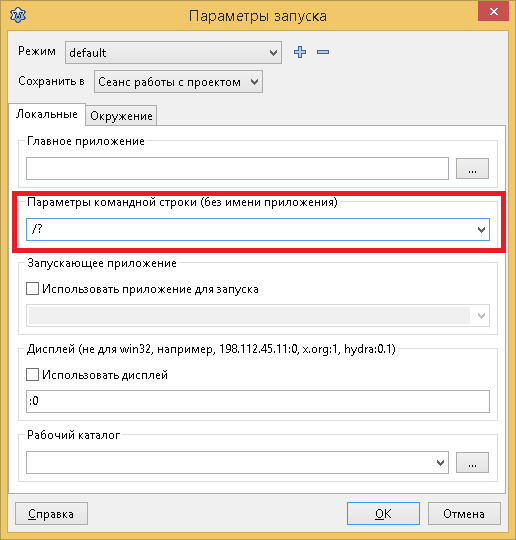 Параметры запуска
Режим default
Сохранить в Сеанс работы с проектом
Локальные Окружение
Главное приложение
...
Параметры командной строки (без имени приложения)
/?
Запускающее приложение
Использовать приложение для запуска
Дисплей (не для win32, например, 198.112.45.11:0, x.org:1, hydra:0.1)
Использовать дисплей
:0
Рабочий каталог
...
Справка OK Отмена